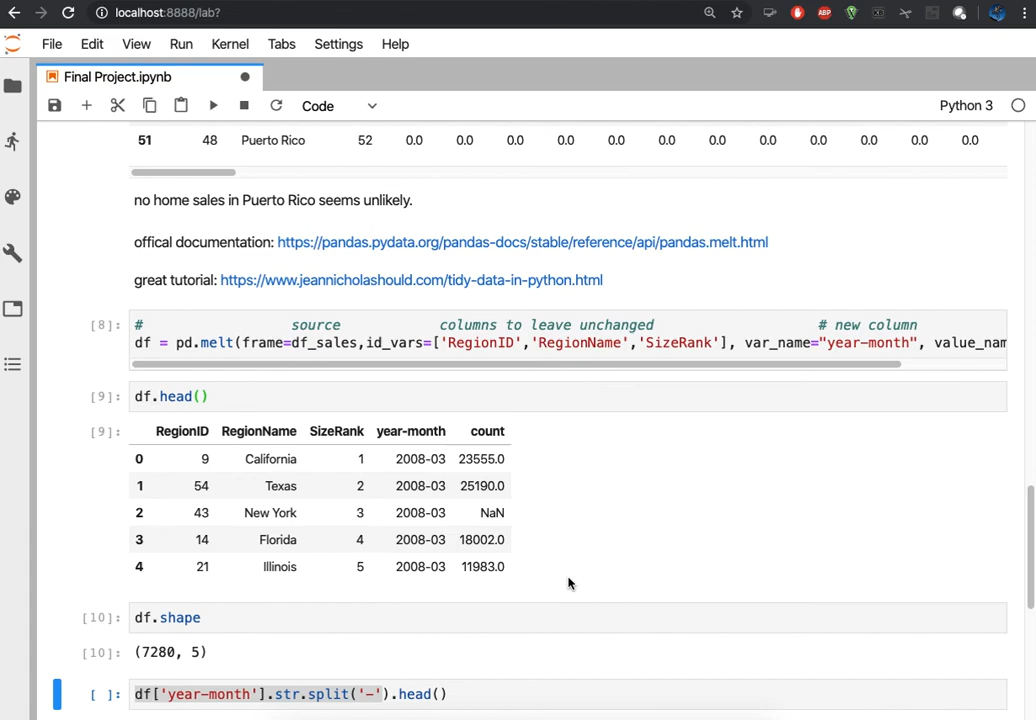 localhost:8888/lab?
ABP
File Edit View Run Kernel Tabs Settings Help
Final Project.ipynb
Code Python 3
51 48 Puerto Rico 52 0.0 0.0 0.0 0.0 0.0 0.0 0.0 0.0 0.0 0.0 0.0 0.0
no home sales in Puerto Rico seems unlikely.
offical documentation: https://pandas.pydata.org/pandas-docs/stable/reference/api/pandas.melt.html
great tutorial: https://www.jeannicholashould.com/tidy-data-in-python.html
[8]: # source columns to leave unchanged # new column
df = pd.melt(frame=df_sales,id_vars=['RegionID','RegionName','SizeRank'], var_name="year-month", value_nam
[9]: df.head()
[9]: RegionID RegionName SizeRank year-month count
0 9 California 1 2008-03 23555.0
1 54 Texas 2 2008-03 25190.0
2 43 New York 3 2008-03 NaN
3 14 Florida 4 2008-03 18002.0
4 21 Illinois 5 2008-03 11983.0
[10]: df.shape
[10]: (7280, 5)
[ ]: df['year-month'].str.split('-').head()